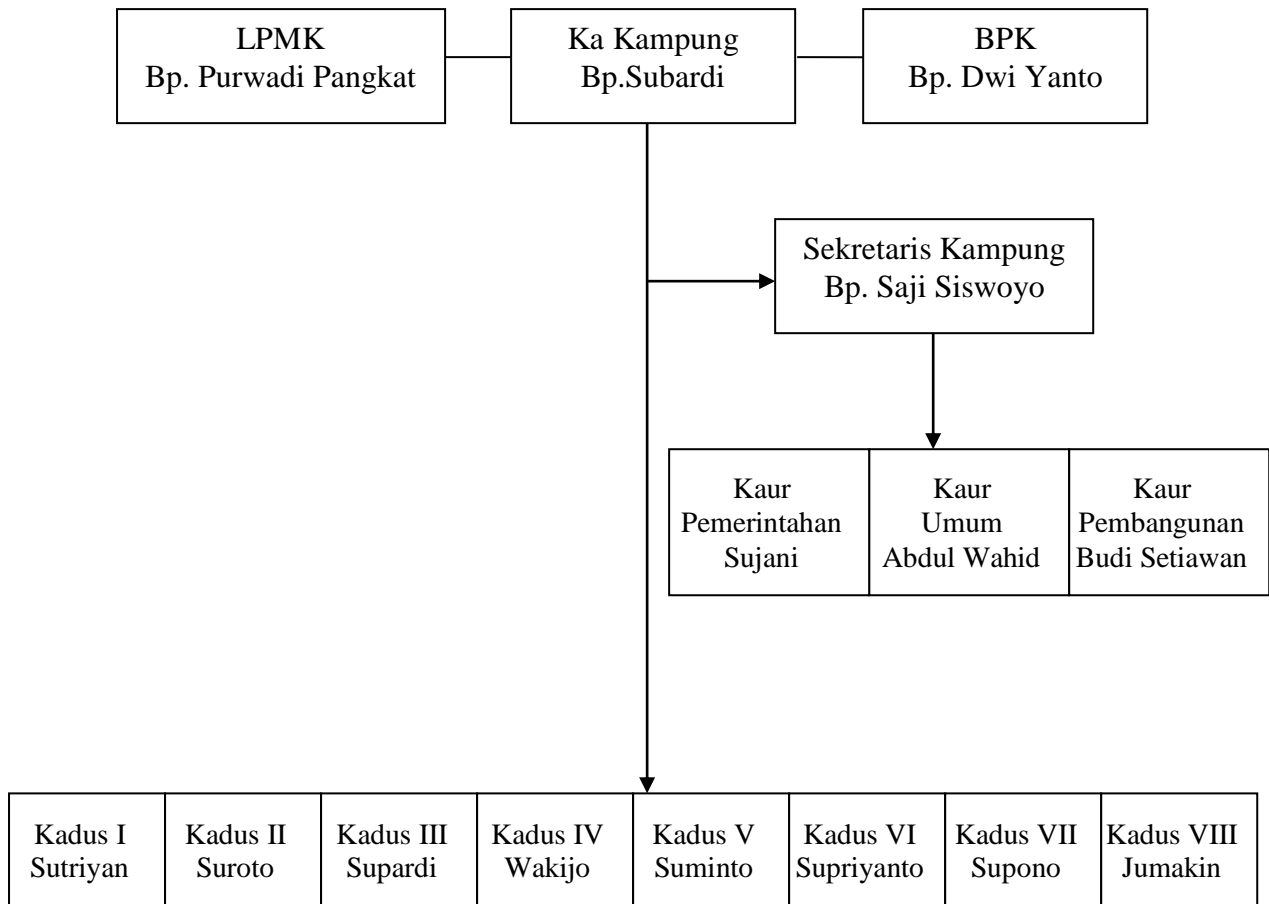 LPMK
Bp. Purwadi Pangkat
Ka Kampung
Bp.Subardi
BPK
Bp. Dwi Yanto
Sekretaris Kampung
Bp. Saji Siswoyo
Kaur
Pemerintahan
Sujani
Kaur
Umum
Abdul Wahid
Kaur
Pembangunan
Budi Setiawan
Kadus I
Sutriyan
Kadus II
Suroto
Kadus III
Supardi
Kadus IV
Wakijo
Kadus V
Suminto
Kadus VI
Supriyanto
Kadus VII
Supono
Kadus VIII
Jumakin